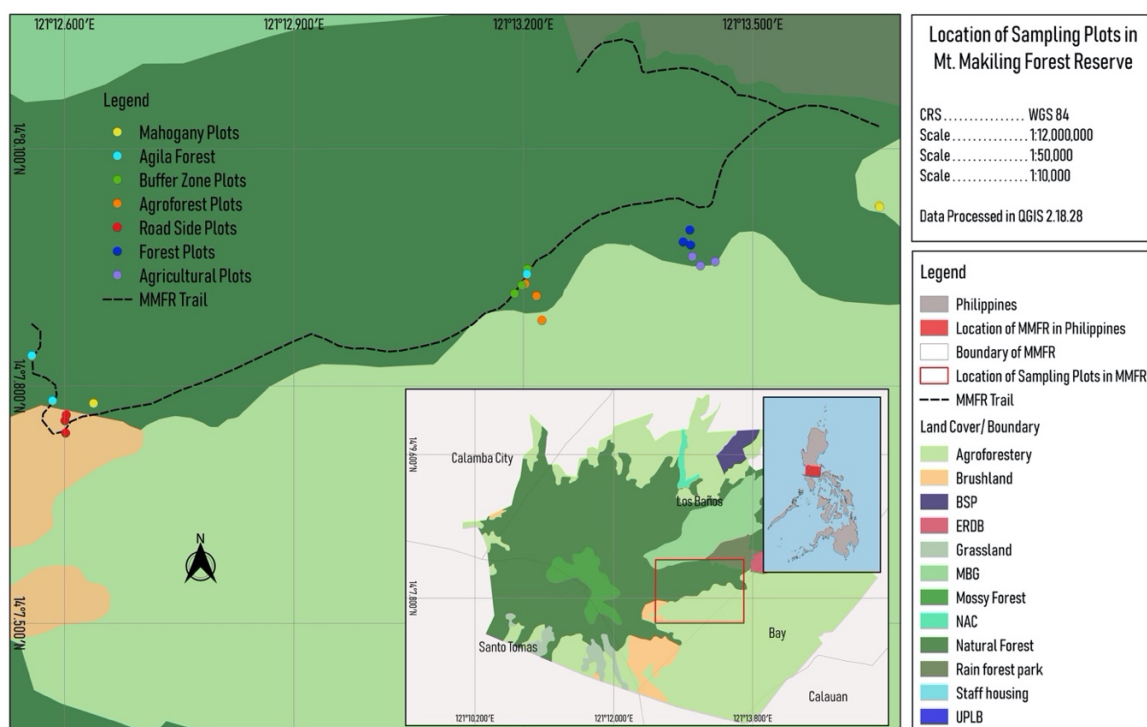 121°12.600'E 121°12.900'E 121°13.200'E 121°13.500'E
14°8.100'N
14°7.800'N
14°7.500'N
Legend
Mahogany Plots
Agila Forest
Buffer Zone Plots
Agroforest Plots
Road Side Plots
Forest Plots
Agricultural Plots
MMFR Trail
N
Calamba City
Los Baños
Santo Tomas
Bay
Calauan
14°9.600'N
14°7.800'N
121°10.200'E 121°12.000'E 121°13.800'E
Location of Sampling Plots in
Mt. Makiling Forest Reserve
CRS ............... WGS 84
Scale ............. 1:12,000,000
Scale ............. 1:50,000
Scale ............. 1:10,000
Data Processed in QGIS 2.18.28
Legend
Philippines
Location of MMFR in Philippines
Boundary of MMFR
Location of Sampling Plots in MMFR
MMFR Trail
Land Cover/ Boundary
Agroforestery
Brushland
BSP
ERDB
Grassland
MBG
Mossy Forest
NAC
Natural Forest
Rain forest park
Staff housing
UPLB